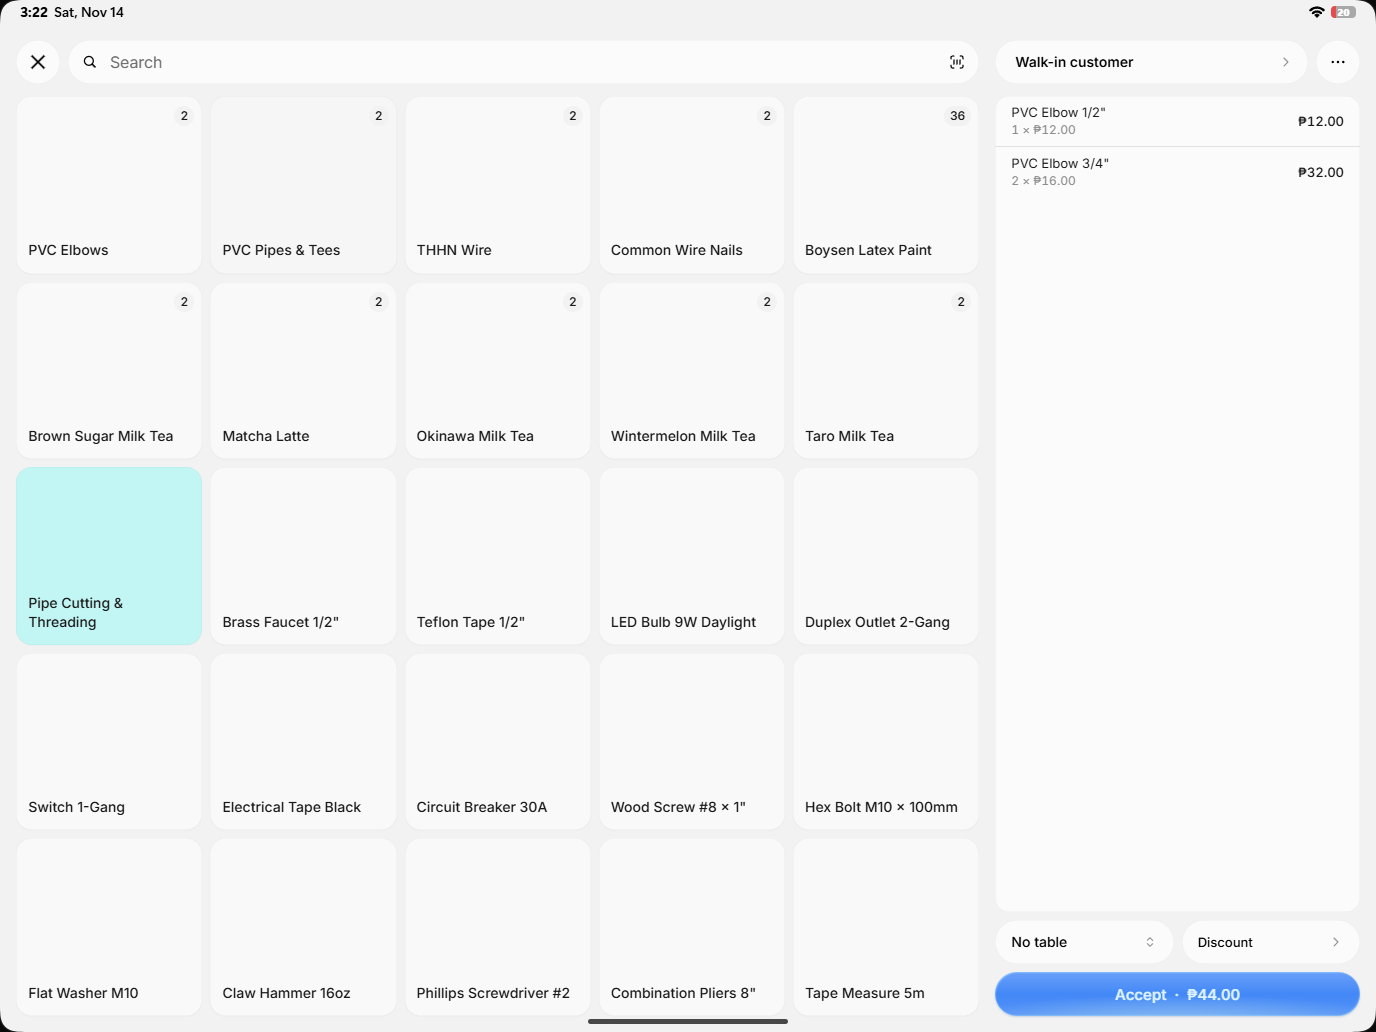 3:22 Sat, Nov 14
20
Search
Walk-in customer
2
PVC Elbows
2
PVC Pipes & Tees
2
THHN Wire
2
Common Wire Nails
36
Boysen Latex Paint
2
Brown Sugar Milk Tea
2
Matcha Latte
2
Okinawa Milk Tea
2
Wintermelon Milk Tea
2
Taro Milk Tea
Pipe Cutting &
Threading
Brass Faucet 1/2"
Teflon Tape 1/2"
LED Bulb 9W Daylight
Duplex Outlet 2-Gang
Switch 1-Gang
Electrical Tape Black
Circuit Breaker 30A
Wood Screw #8 × 1"
Hex Bolt M10 × 100mm
Flat Washer M10
Claw Hammer 16oz
Phillips Screwdriver #2
Combination Pliers 8"
Tape Measure 5m
PVC Elbow 1/2"
1 × ₱12.00
₱12.00
PVC Elbow 3/4"
2 × ₱16.00
₱32.00
No table
Discount
Accept · ₱44.00